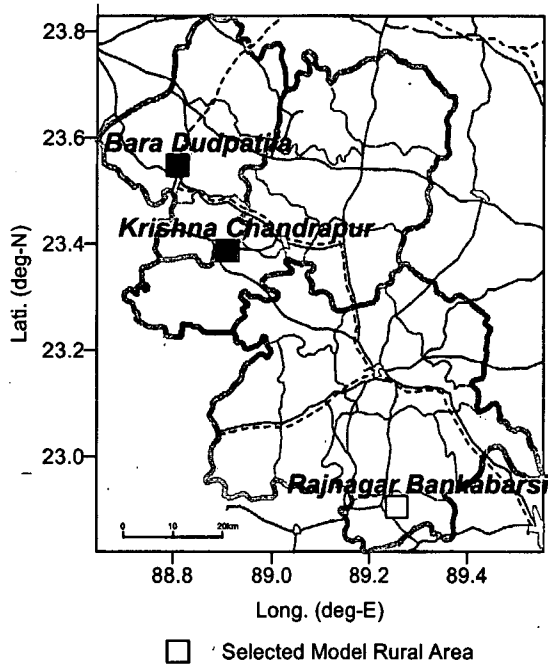 23.8
23.6
Bara Dudpatila
Krishna Chandrapur
23.4
Lati. (deg-N)
23.2
23.0
Rajnagar Bankabarsi
0 10 20km
88.8 89.0 89.2 89.4
Long. (deg-E)
Selected Model Rural Area